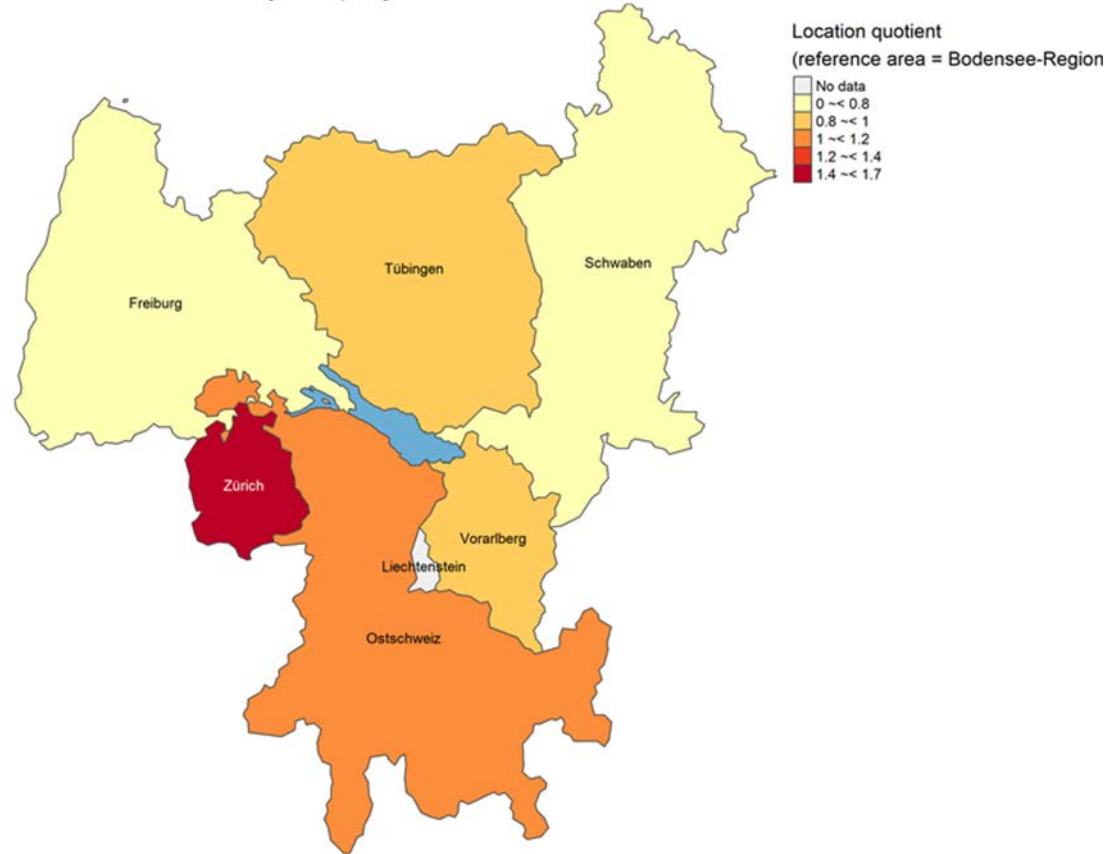 Location quotient
(reference area = Bodensee-Region
No data
0 ~< 0.8
0.8 ~< 1
1 ~< 1.2
1.2 ~< 1.4
1.4 ~< 1.7
Tübingen
Schwaben
Freiburg
Zürich
Vorarlberg
Liechtenstein
Ostschweiz